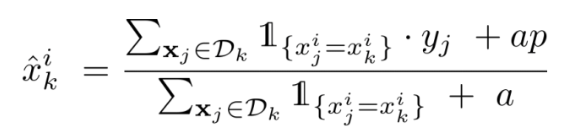 $\hat{x}_k^i = \frac{\sum_{\mathbf{x}_j \in \mathcal{D}_k} \mathbb{1}_{\{x_j^i = x_k^i\}} \cdot y_j \; + ap}{\sum_{\mathbf{x}_j \in \mathcal{D}_k} \mathbb{1}_{\{x_j^i = x_k^i\}} \; + \; a}$